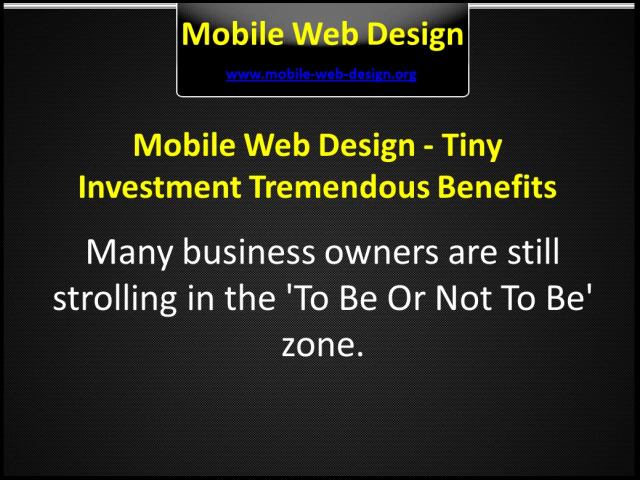 Mobile Web Design
www.mobile-web-design.org
Mobile Web Design - Tiny
Investment Tremendous Benefits
Many business owners are still
strolling in the 'To Be Or Not To Be'
zone.